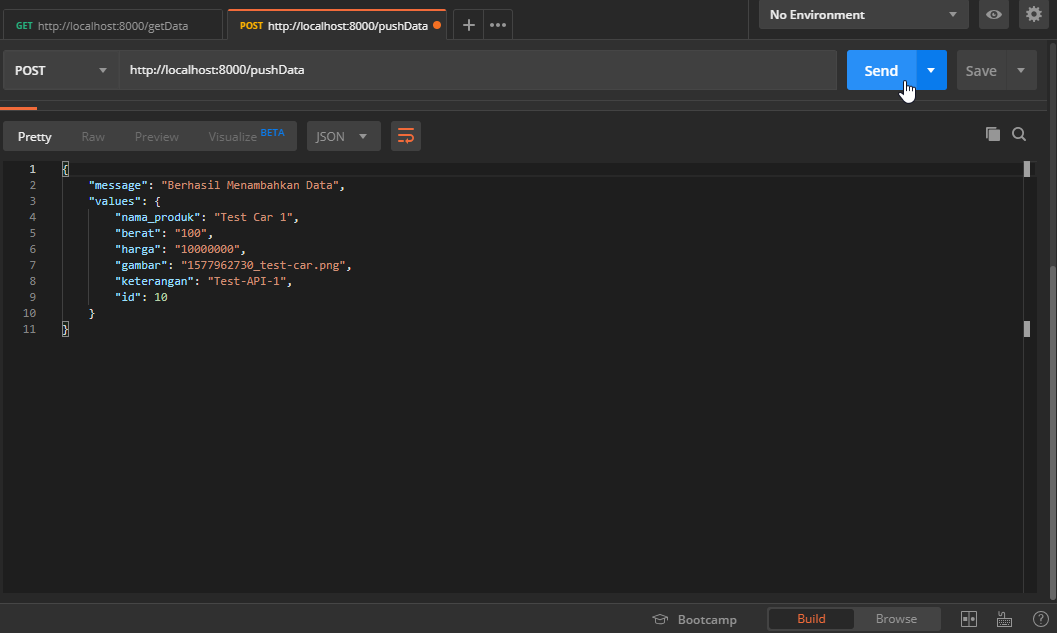 GET http://localhost:8000/getData
POST http://localhost:8000/pushData
No Environment
POST
http://localhost:8000/pushData
Send
Save
Pretty
Raw
Preview
Visualize BETA
JSON
1 {
2 "message": "Berhasil Menambahkan Data",
3 "values": {
4 "nama_produk": "Test Car 1",
5 "berat": "100",
6 "harga": "10000000",
7 "gambar": "1577962730_test-car.png",
8 "keterangan": "Test-API-1",
9 "id": 10
10 }
11 }
Bootcamp
Build
Browse